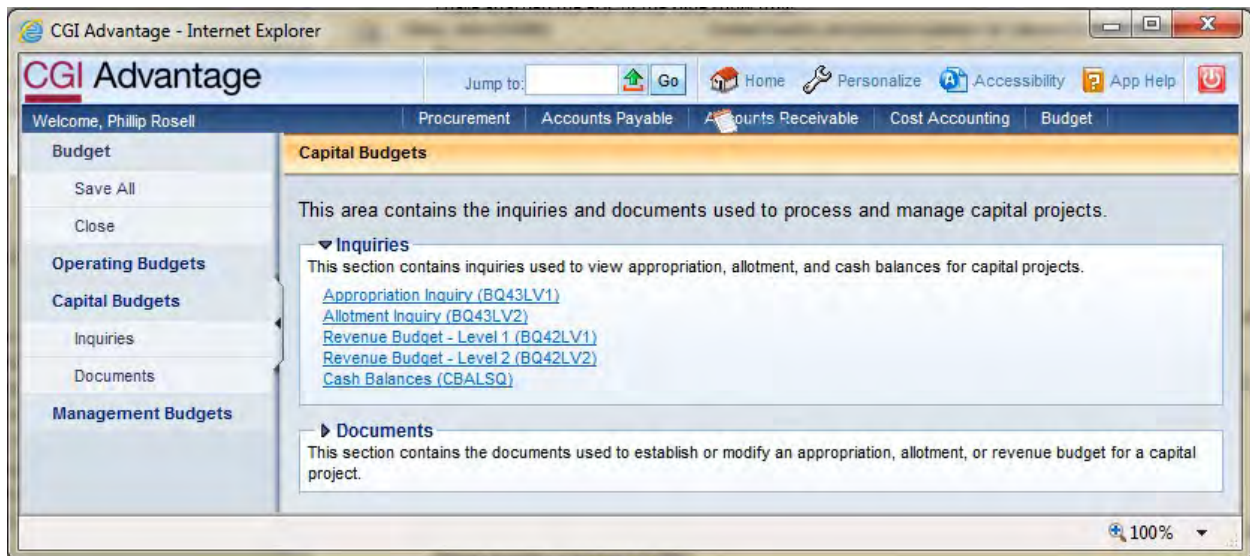 CGI Advantage - Internet Explorer
CGI Advantage
Jump to: Go Home Personalize Accessibility App Help
Welcome, Phillip Rosell
Procurement Accounts Payable Accounts Receivable Cost Accounting Budget
Budget
Save All
Close
Operating Budgets
Capital Budgets
Inquiries
Documents
Management Budgets
Capital Budgets
This area contains the inquiries and documents used to process and manage capital projects.
Inquiries
This section contains inquiries used to view appropriation, allotment, and cash balances for capital projects.
Appropriation Inquiry (BQ43LV1)
Allotment Inquiry (BQ43LV2)
Revenue Budget - Level 1 (BQ42LV1)
Revenue Budget - Level 2 (BQ42LV2)
Cash Balances (CBALSQ)
Documents
This section contains the documents used to establish or modify an appropriation, allotment, or revenue budget for a capital
project.
100%